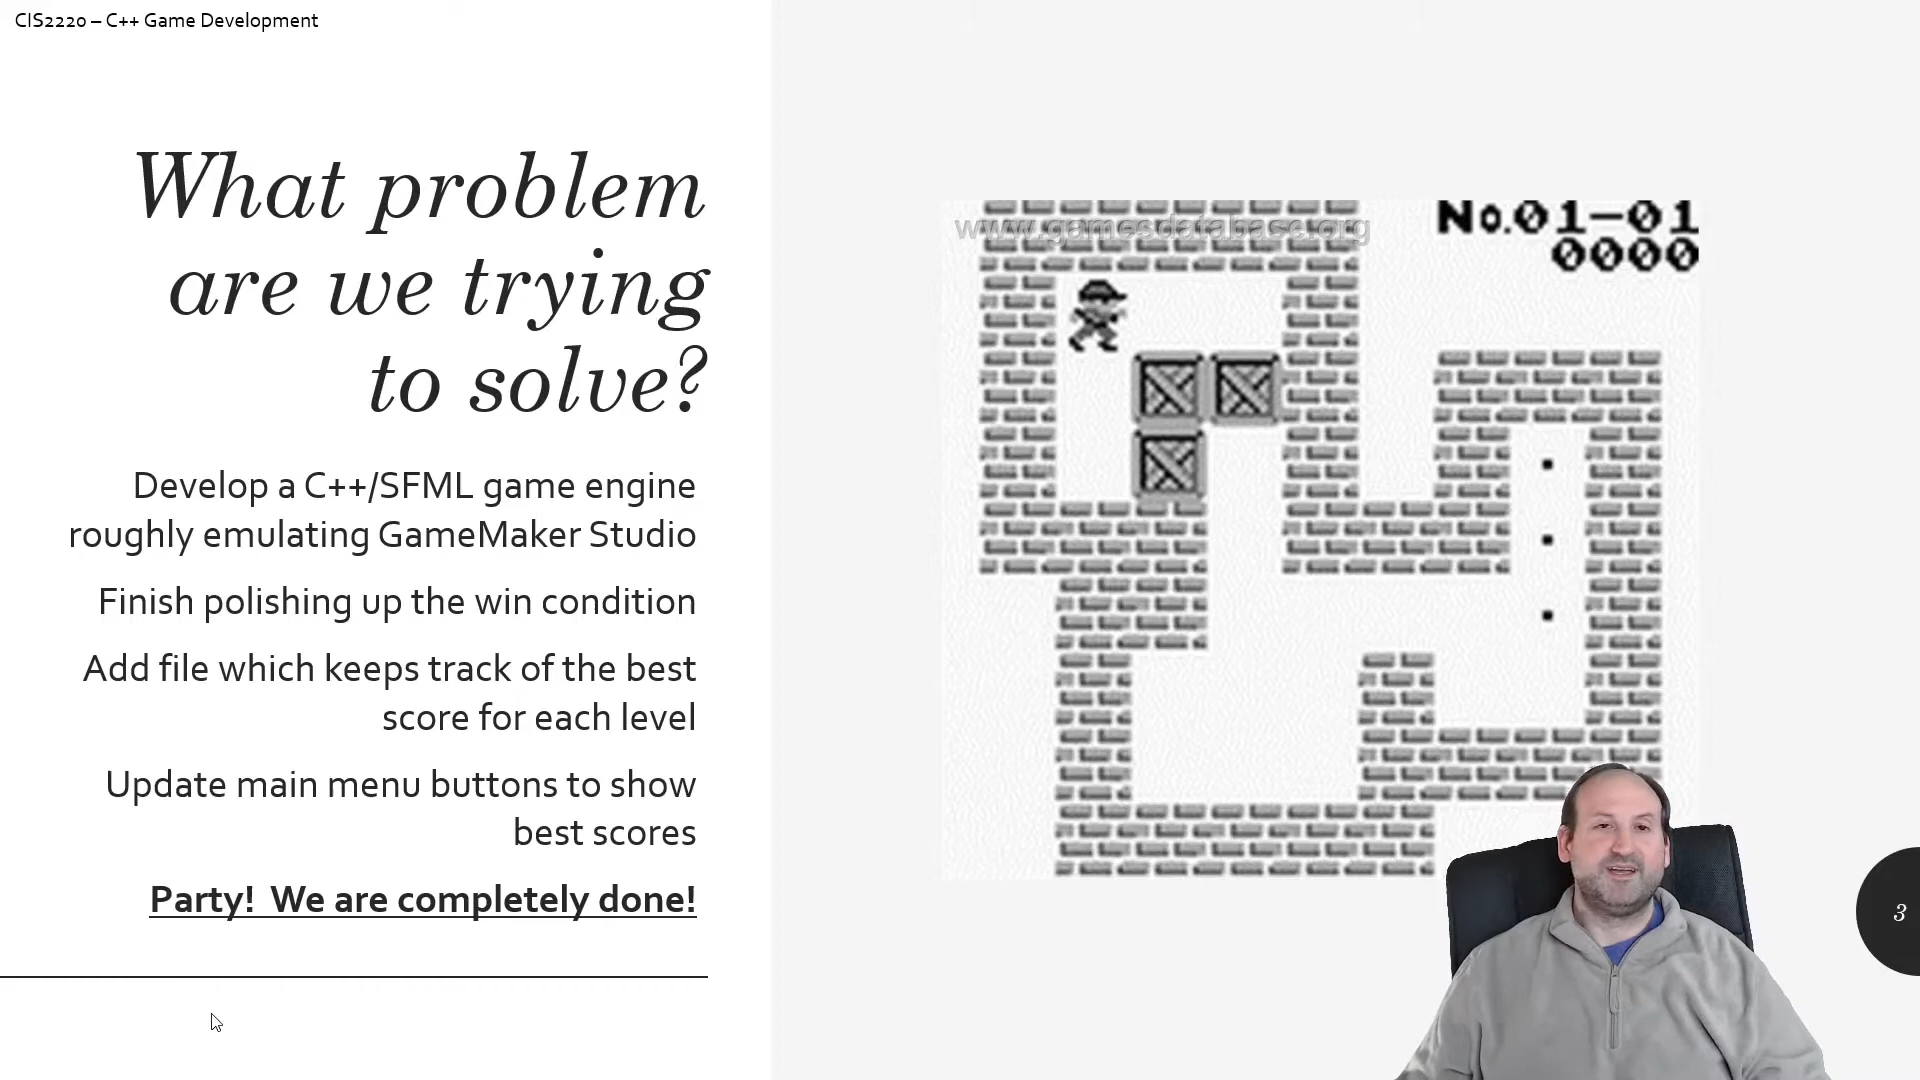 CIS2220 – C++ Game Development
What problem
are we trying
to solve?
Develop a C++/SFML game engine
roughly emulating GameMaker Studio
Finish polishing up the win condition
Add file which keeps track of the best
score for each level
Update main menu buttons to show
best scores
Party! We are completely done!
www.gamesdatabase.org
No.01-01
0000
3